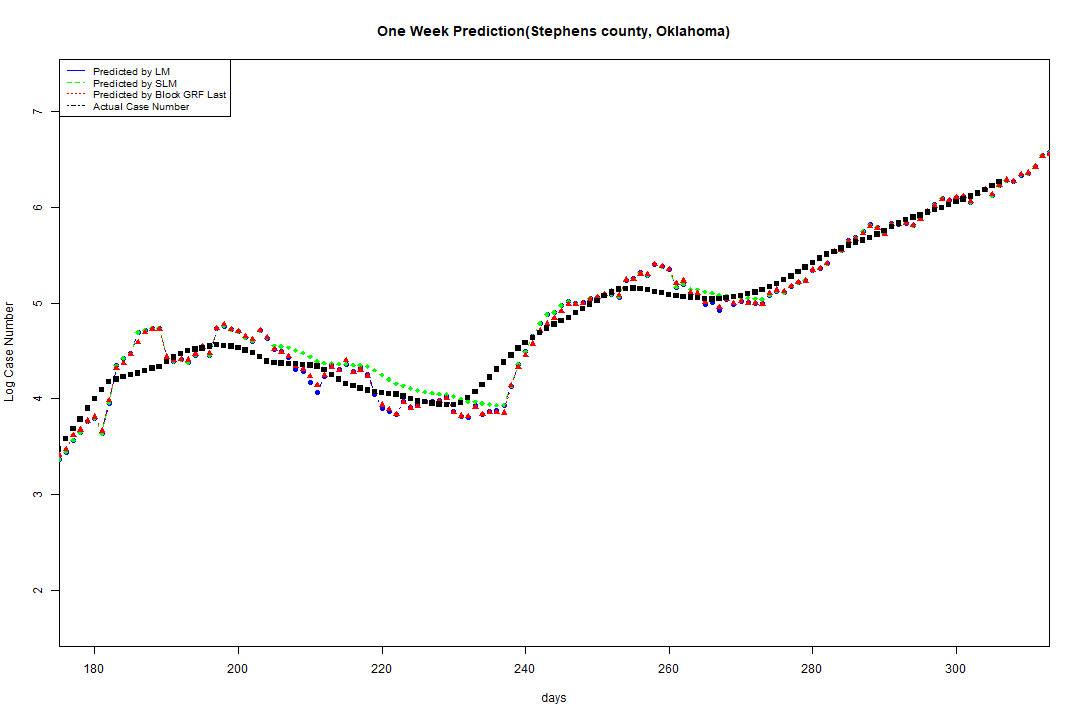 One Week Prediction(Stephens county, Oklahoma)
Predicted by LM
Predicted by SLM
Predicted by Block GRF Last
Actual Case Number
7
6
5
4
3
2
Log Case Number
180 200 220 240 260 280 300
days